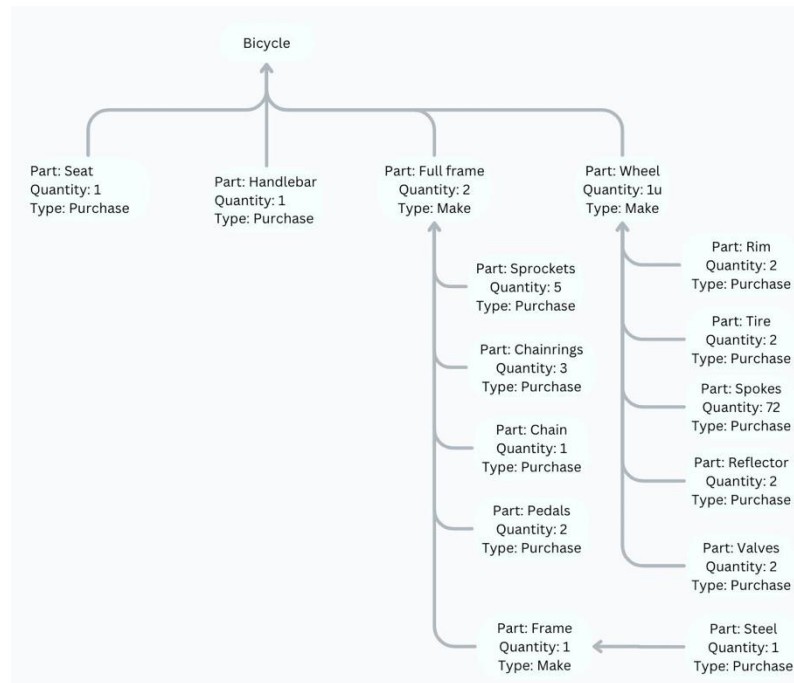 Bicycle
Part: Seat
Quantity: 1
Type: Purchase
Part: Handlebar
Quantity: 1
Type: Purchase
Part: Full frame
Quantity: 2
Type: Make
Part: Wheel
Quantity: 1u
Type: Make
Part: Sprockets
Quantity: 5
Type: Purchase
Part: Chainrings
Quantity: 3
Type: Purchase
Part: Chain
Quantity: 1
Type: Purchase
Part: Pedals
Quantity: 2
Type: Purchase
Part: Frame
Quantity: 1
Type: Make
Part: Rim
Quantity: 2
Type: Purchase
Part: Tire
Quantity: 2
Type: Purchase
Part: Spokes
Quantity: 72
Type: Purchase
Part: Reflector
Quantity: 2
Type: Purchase
Part: Valves
Quantity: 2
Type: Purchase
Part: Steel
Quantity: 1
Type: Purchase